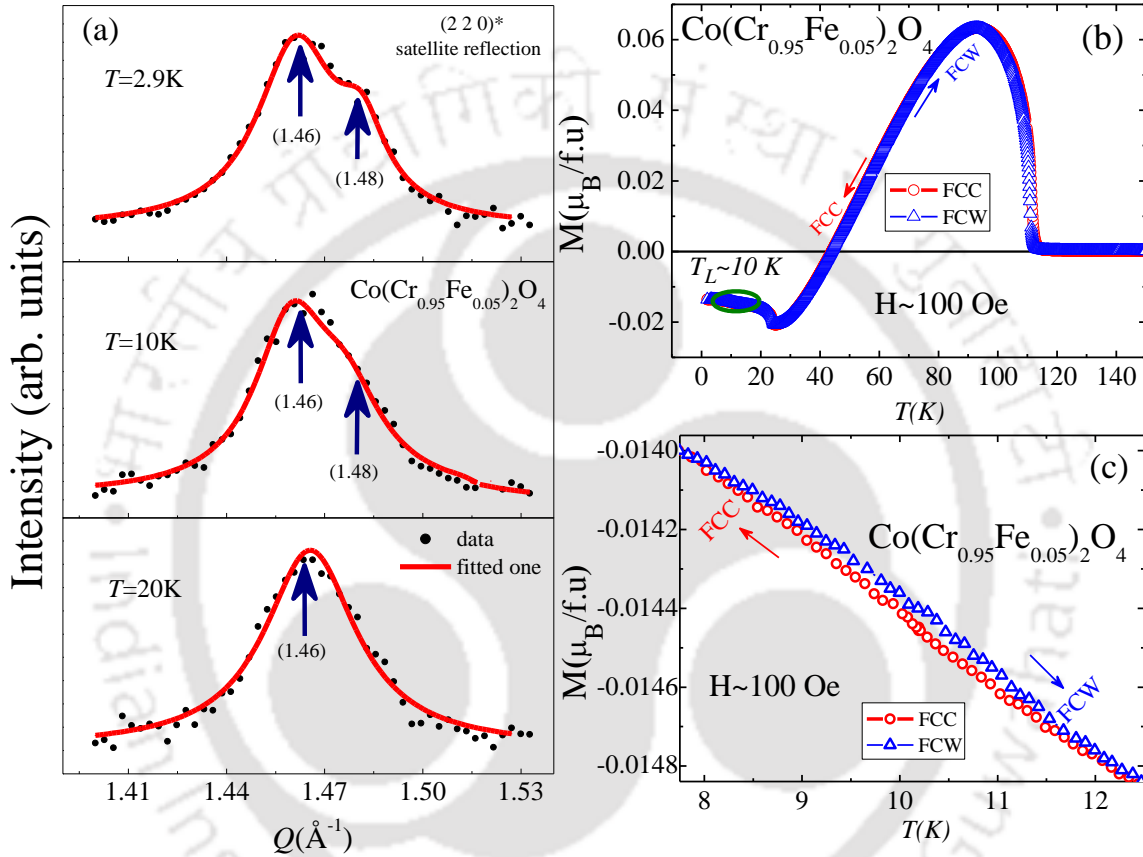 (a)
(2 2 0)*
satellite reflection
T=2.9K
(1.46)
(1.48)
T=10K
Co(Cr0.95Fe0.05)2O4
(1.46)
(1.48)
T=20K
data
fitted one
(1.46)
1.41 1.44 1.47 1.50 1.53
Q(Å-1)
Intensity (arb. units)
Co(Cr0.95Fe0.05)2O4
(b)
0.06
0.04
0.02
0.00
-0.02
M(μB/f.u)
FCW
FCC
FCC
FCW
TL~10 K
H~100 Oe
0 20 40 60 80 100 120 140
T(K)
(c)
-0.0140
-0.0142
-0.0144
-0.0146
-0.0148
M(μB/f.u)
FCC
Co(Cr0.95Fe0.05)2O4
H~100 Oe
FCW
FCC
FCW
8 9 10 11 12
T(K)